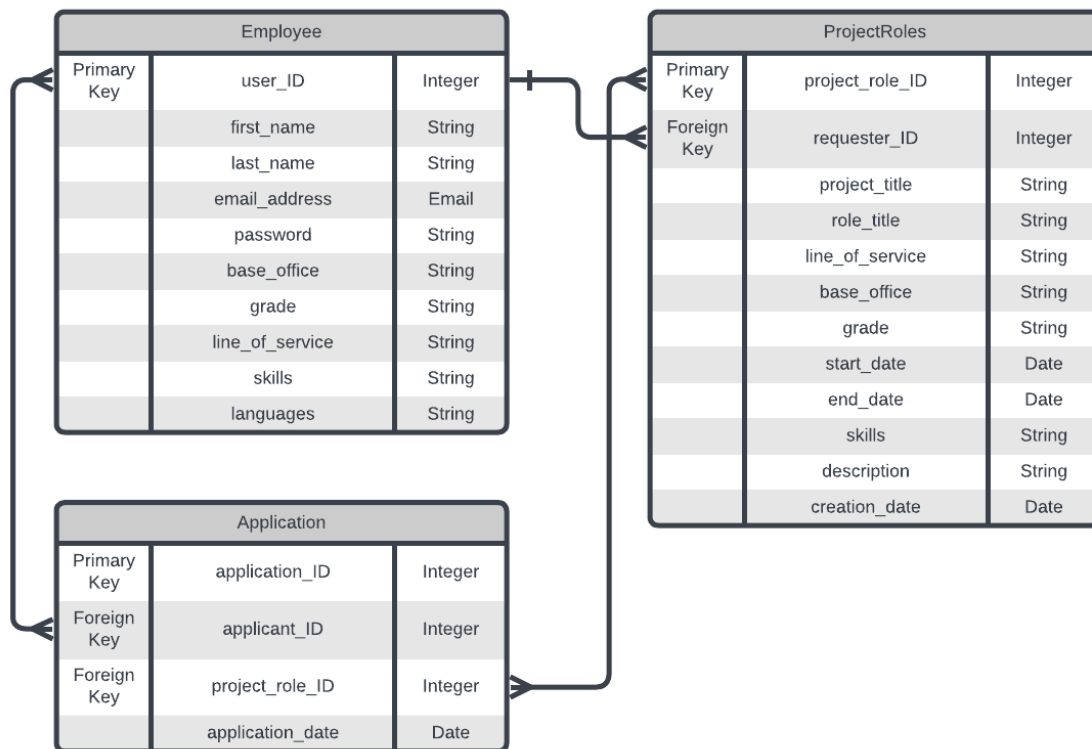 Employee
Primary
Key
user_ID
Integer
first_name
String
last_name
String
email_address
Email
password
String
base_office
String
grade
String
line_of_service
String
skills
String
languages
String
ProjectRoles
Primary
Key
project_role_ID
Integer
Foreign
Key
requester_ID
Integer
project_title
String
role_title
String
line_of_service
String
base_office
String
grade
String
start_date
Date
end_date
Date
skills
String
description
String
creation_date
Date
Application
Primary
Key
application_ID
Integer
Foreign
Key
applicant_ID
Integer
Foreign
Key
project_role_ID
Integer
application_date
Date